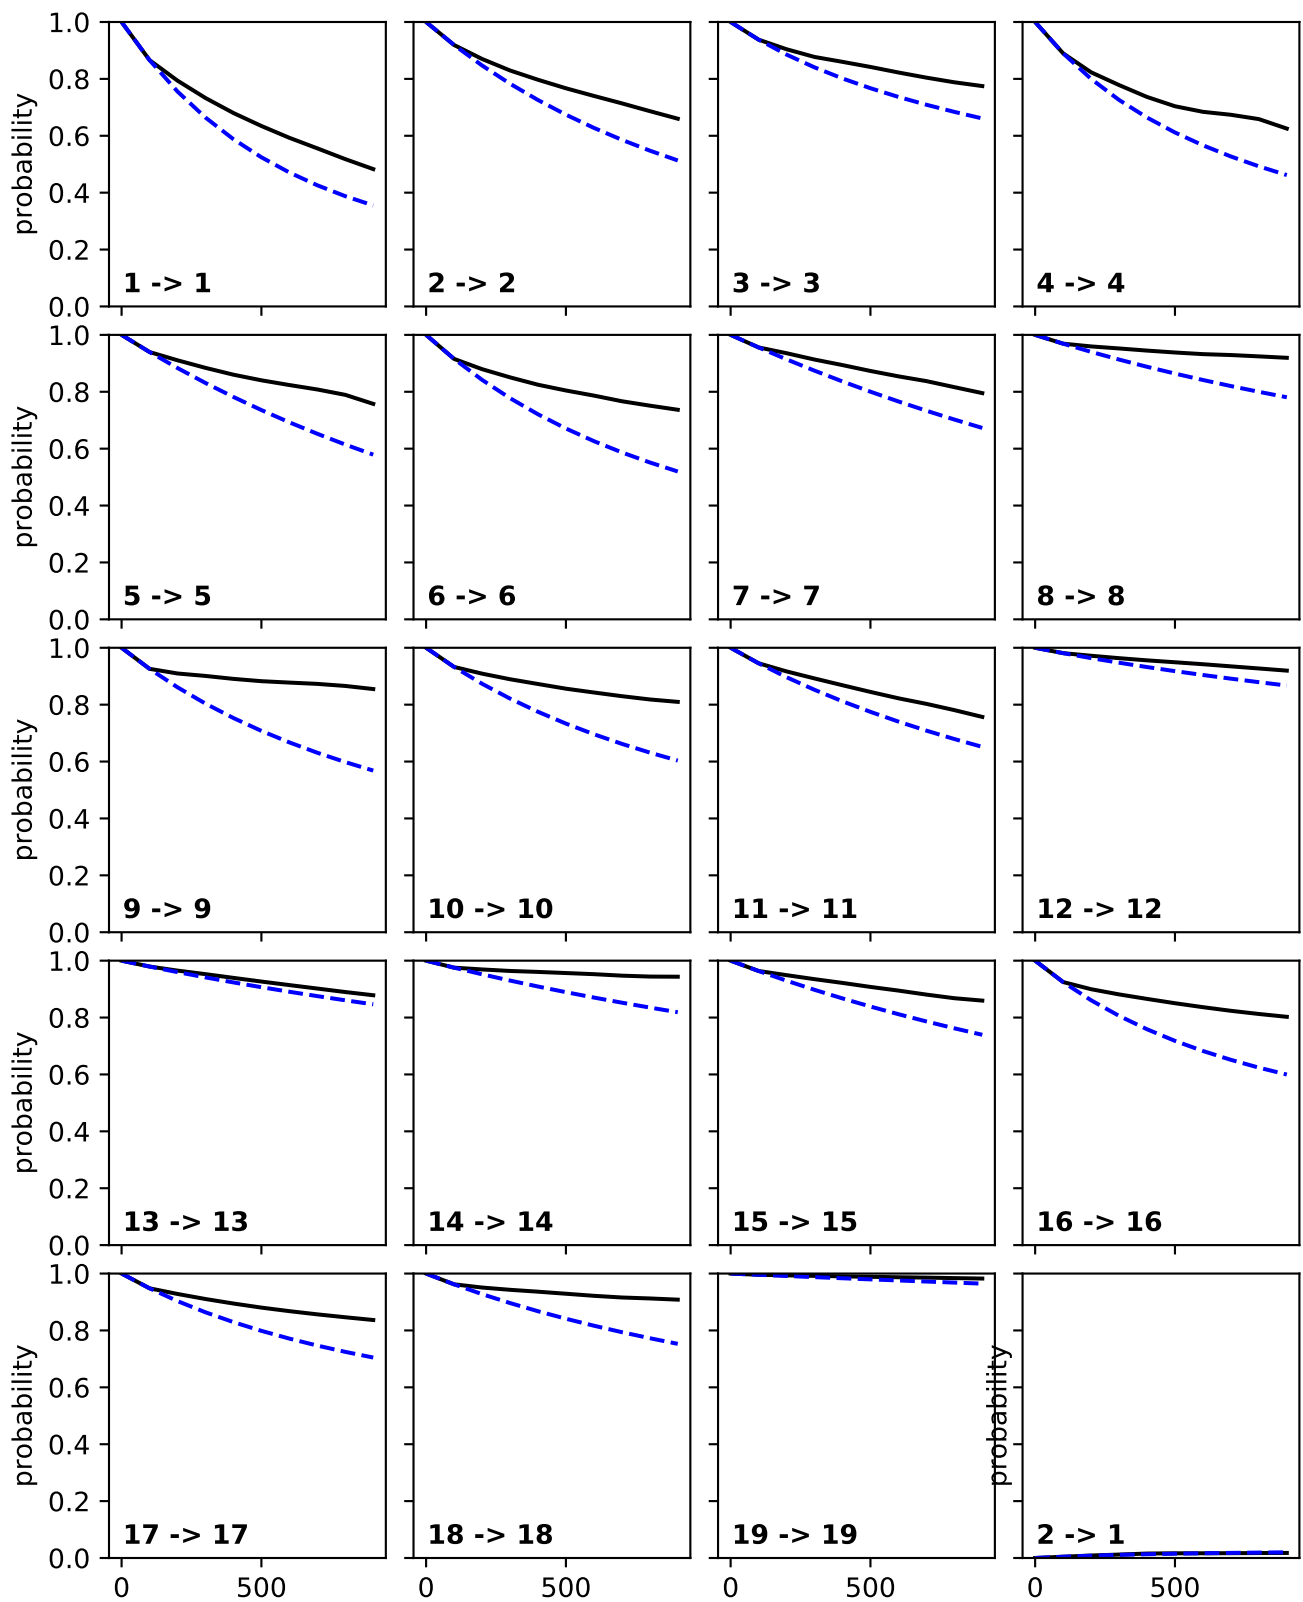 1.0
0.8
0.6
0.4
0.2
0.0
probability
1 -> 1
2 -> 2
3 -> 3
4 -> 4
1.0
0.8
0.6
0.4
0.2
0.0
probability
5 -> 5
6 -> 6
7 -> 7
8 -> 8
1.0
0.8
0.6
0.4
0.2
0.0
probability
9 -> 9
10 -> 10
11 -> 11
12 -> 12
1.0
0.8
0.6
0.4
0.2
0.0
probability
13 -> 13
14 -> 14
15 -> 15
16 -> 16
1.0
0.8
0.6
0.4
0.2
0.0
probability
17 -> 17
18 -> 18
19 -> 19
probability
2 -> 1
0 500
0 500
0 500
0 500